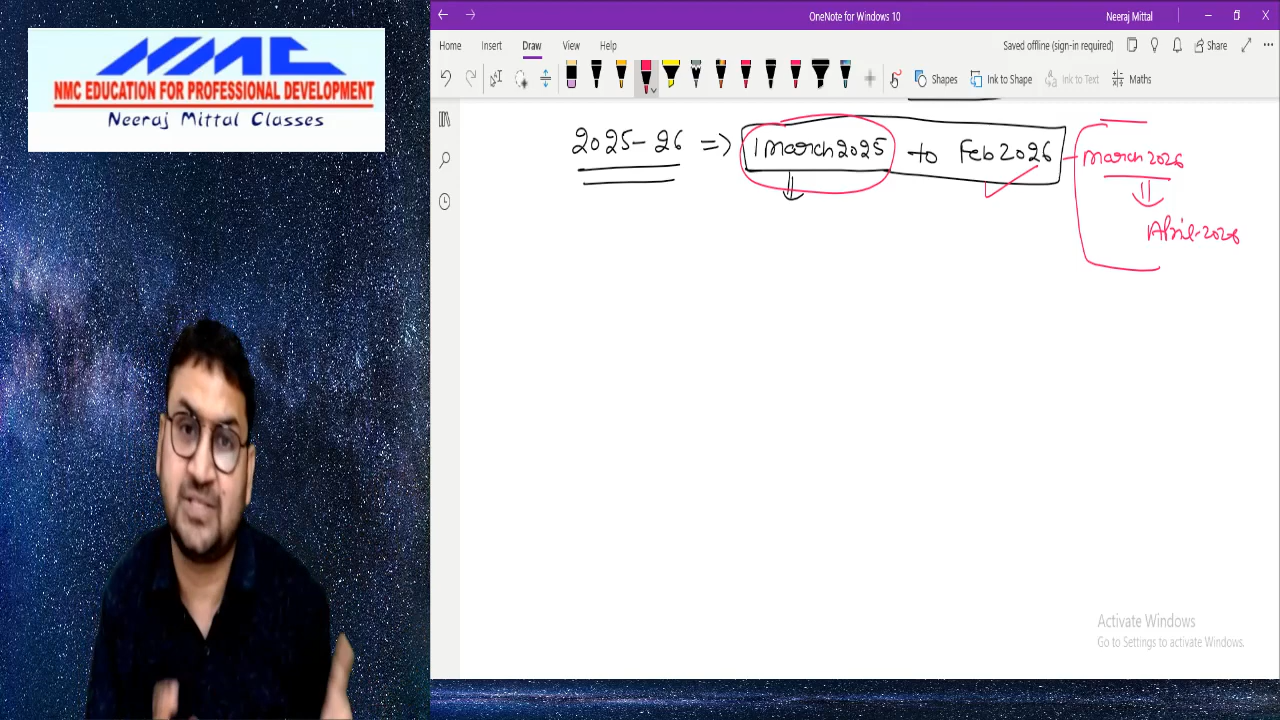 NMC
NMC EDUCATION FOR PROFESSIONAL DEVELOPMENT
Neeraj Mittal Classes
OneNote for Windows 10
Neeraj Mittal
Home Insert Draw View Help
Saved offline (sign-in required) Share
Shapes Ink to Shape Ink to Text Maths
2025-26 => 1 March 2025 to Feb 2026 March 2026
April-2026
Activate Windows
Go to Settings to activate Windows.